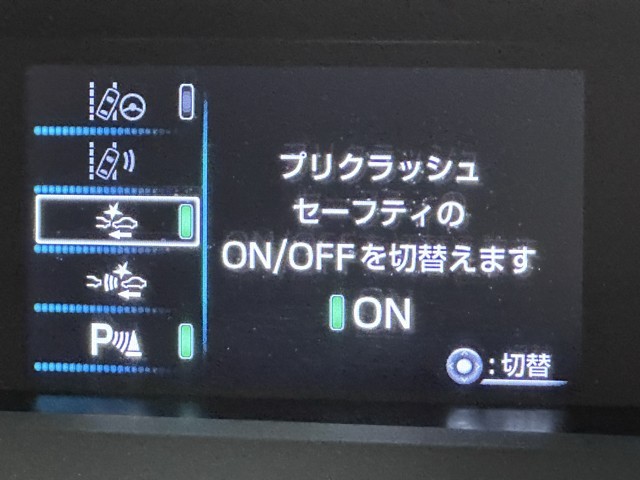 プリクラッシュ
セーフティの
ON/OFFを切替えます
ON
P
:切替